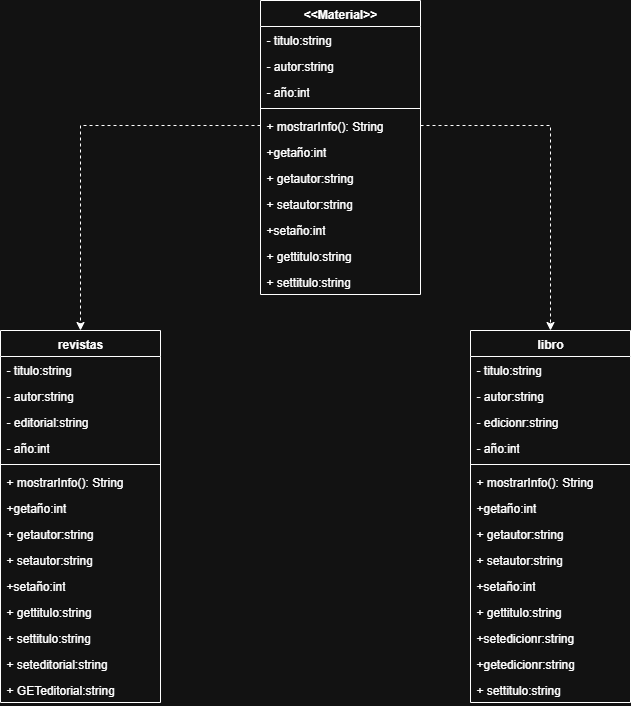 <<Material>>
- titulo:string
- autor:string
- año:int
+ mostrarInfo(): String
+getaño:int
+ getautor:string
+ setautor:string
+setaño:int
+ gettitulo:string
+ settitulo:string
revistas
- titulo:string
- autor:string
- editorial:string
- año:int
+ mostrarInfo(): String
+getaño:int
+ getautor:string
+ setautor:string
+setaño:int
+ gettitulo:string
+ settitulo:string
+ seteditorial:string
+ GETeditorial:string
libro
- titulo:string
- autor:string
- edicionr:string
- año:int
+ mostrarInfo(): String
+getaño:int
+ getautor:string
+ setautor:string
+setaño:int
+ gettitulo:string
+setedicionr:string
+getedicionr:string
+ settitulo:string